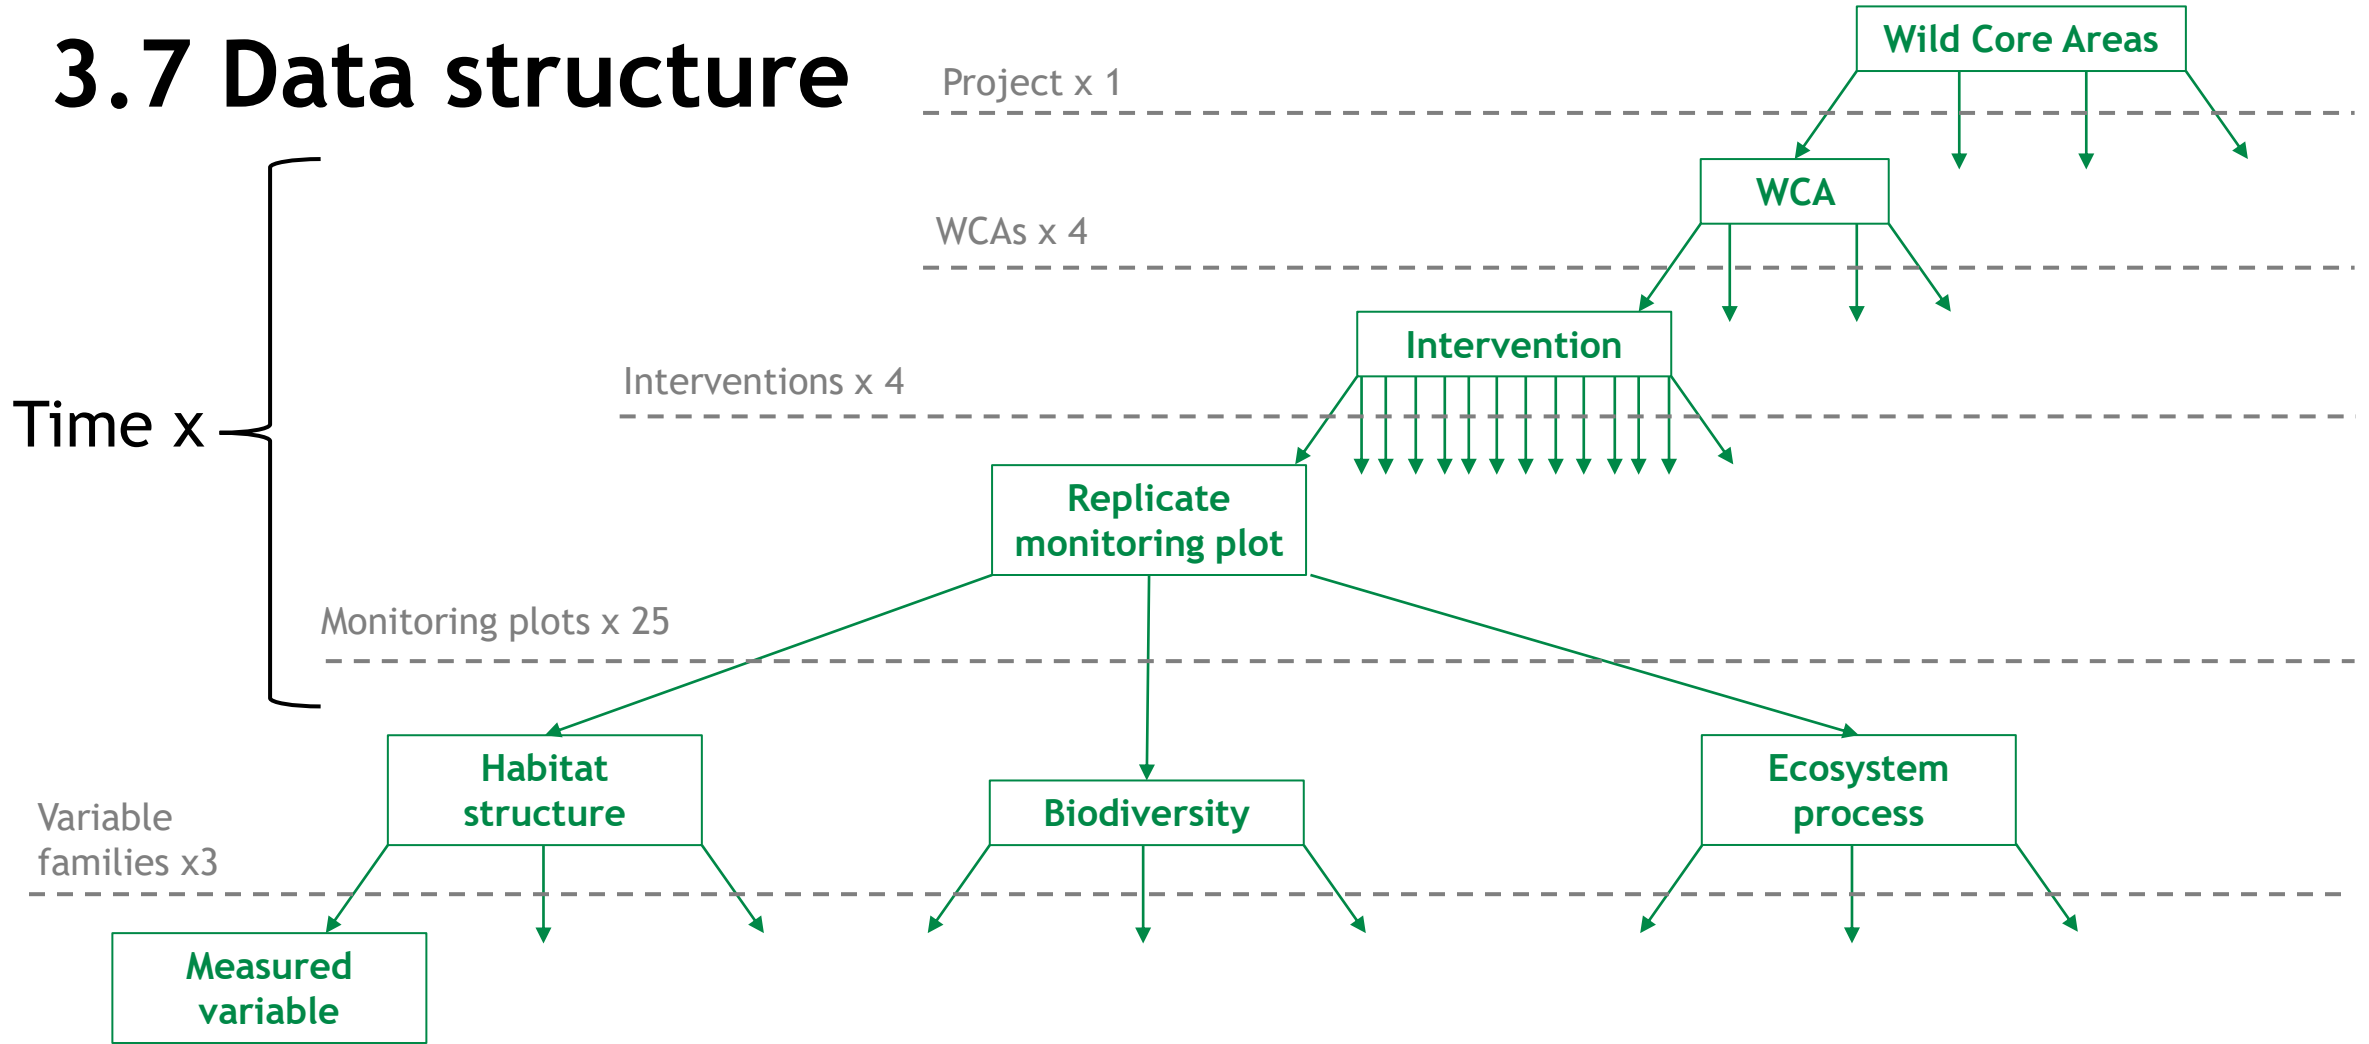 3.7 Data structure
Project x 1
Wild Core Areas
WCA
WCAs x 4
Intervention
Interventions x 4
Time x
Replicate
monitoring plot
Monitoring plots x 25
Habitat
structure
Biodiversity
Ecosystem
process
Variable
families x3
Measured
variable